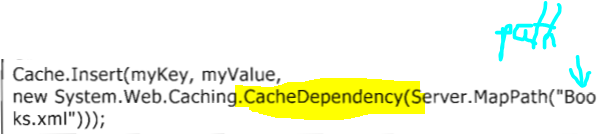 path
Cache.Insert(myKey, myValue,
new System.Web.Caching.CacheDependency(Server.MapPath("Boo
ks.xml")));